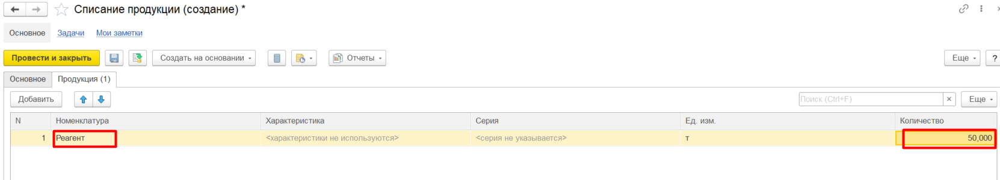 Списание продукции (создание) *
Основное Задачи Мои заметки
Провести и закрыть Создать на основании Отчеты Еще ?
Основное Продукция (1)
Добавить Поиск (Ctrl+F) × Еще
N Номенклатура Характеристика Серия Ед. изм. Количество
1 Реагент <характеристики не используются> <серия не указывается> т 50,000